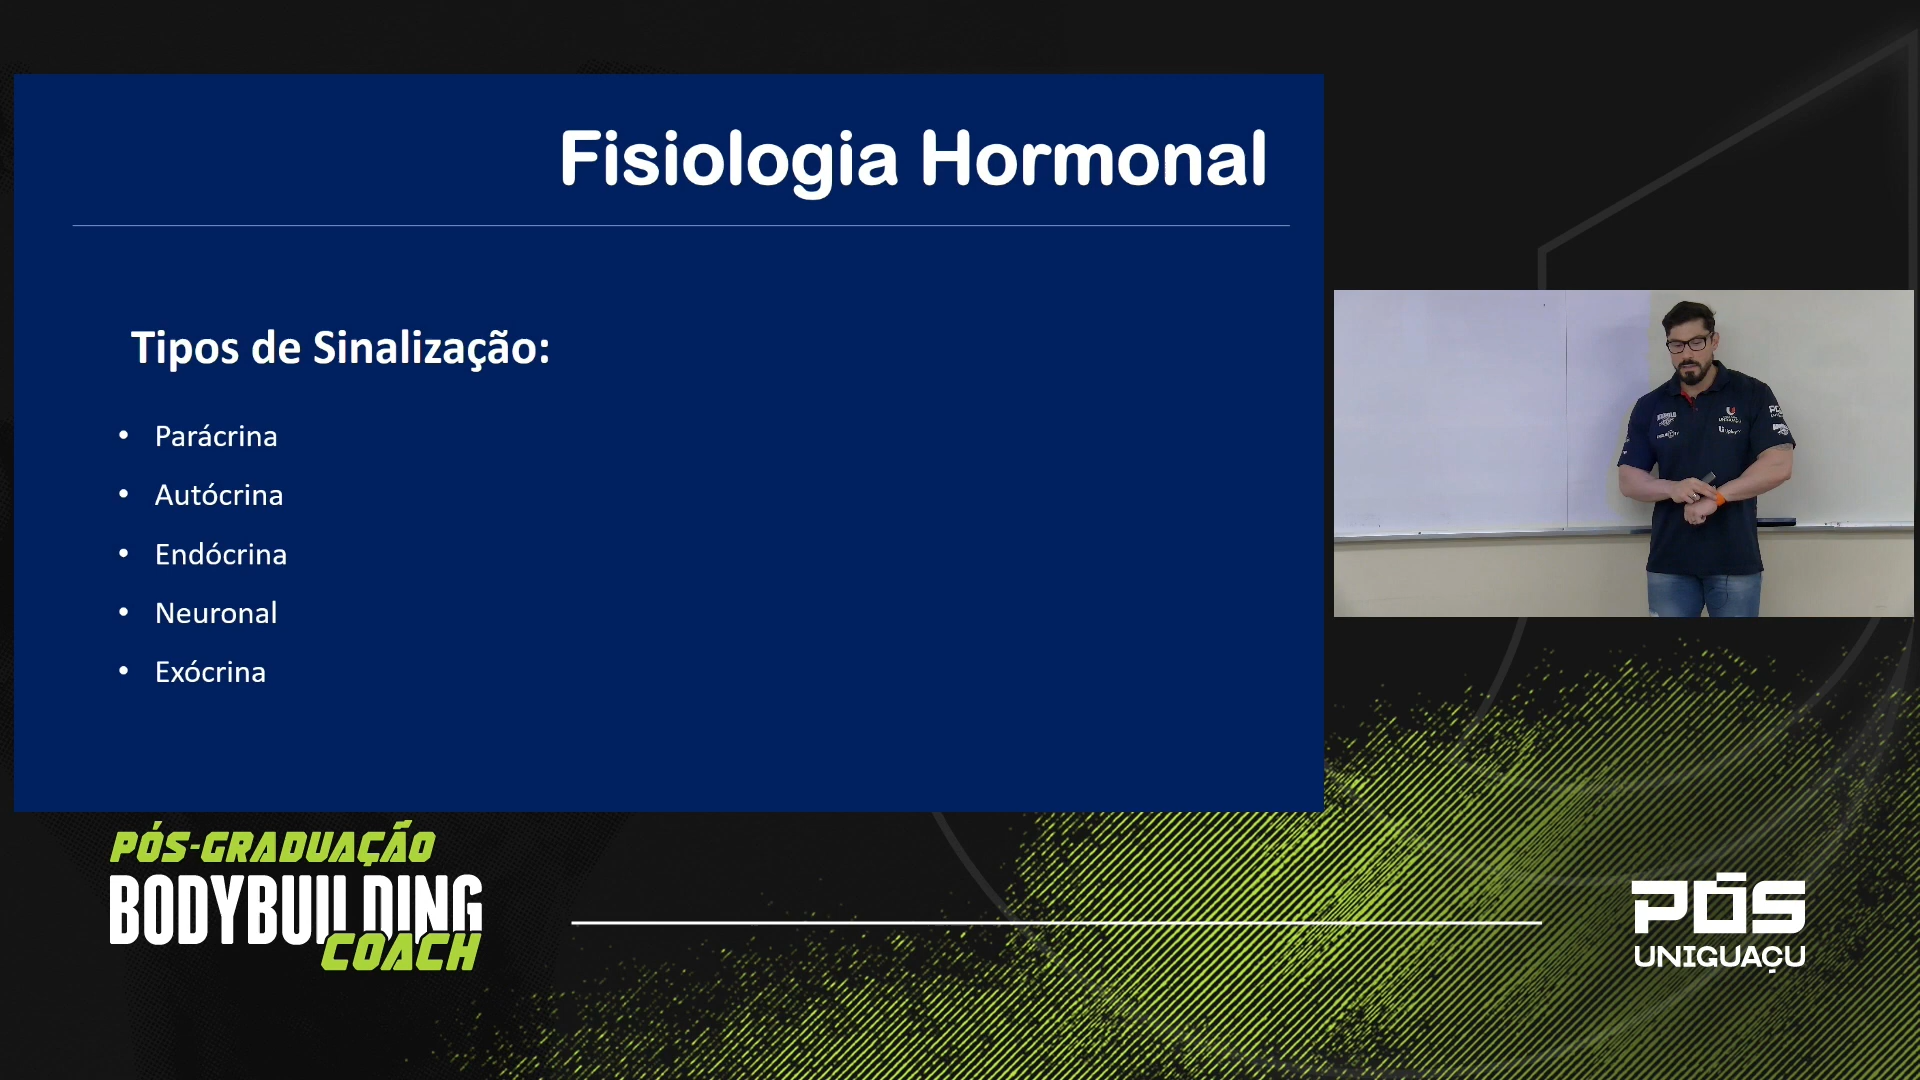 Fisiologia Hormonal
Tipos de Sinalização:
• Parácrina
• Autócrina
• Endócrina
• Neuronal
• Exócrina
PÓS-GRADUAÇÃO
BODYBUILDING
COACH
PÓS
UNIGUAÇU